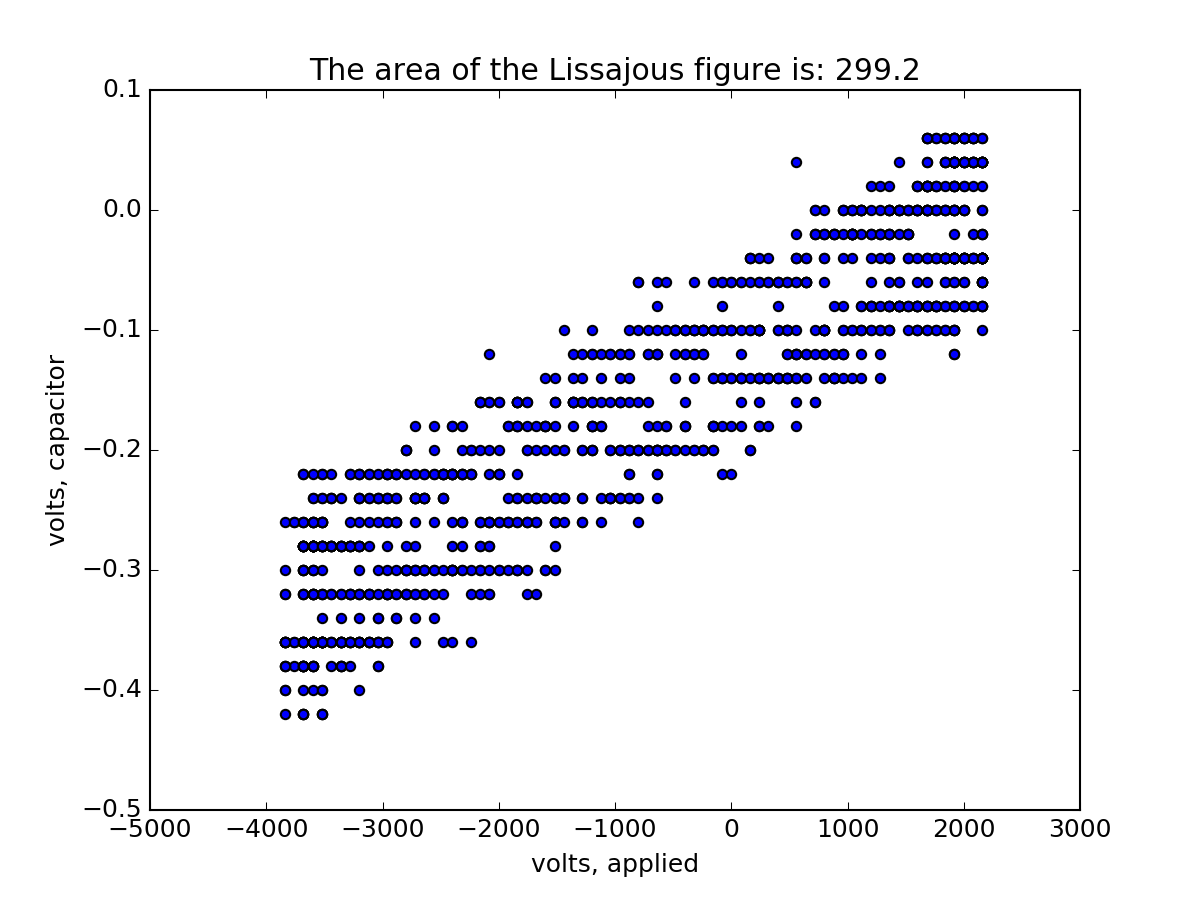 The area of the Lissajous figure is: 299.2
0.1
0.0
−0.1
−0.2
−0.3
−0.4
−0.5
volts, capacitor
−5000 −4000 −3000 −2000 −1000 0 1000 2000 3000
volts, applied